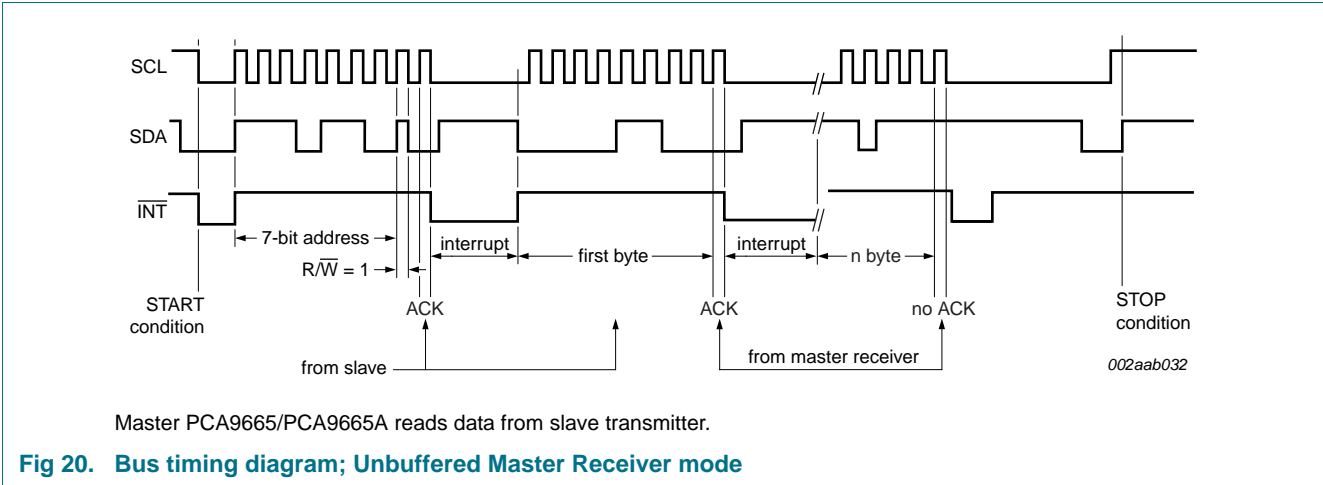 SCL
SDA
INT
7-bit address
interrupt
first byte
interrupt
n byte
R/W = 1
START
condition
ACK
ACK
no ACK
STOP
condition
from slave
from master receiver
002aab032
Master PCA9665/PCA9665A reads data from slave transmitter.
Fig 20. Bus timing diagram; Unbuffered Master Receiver mode